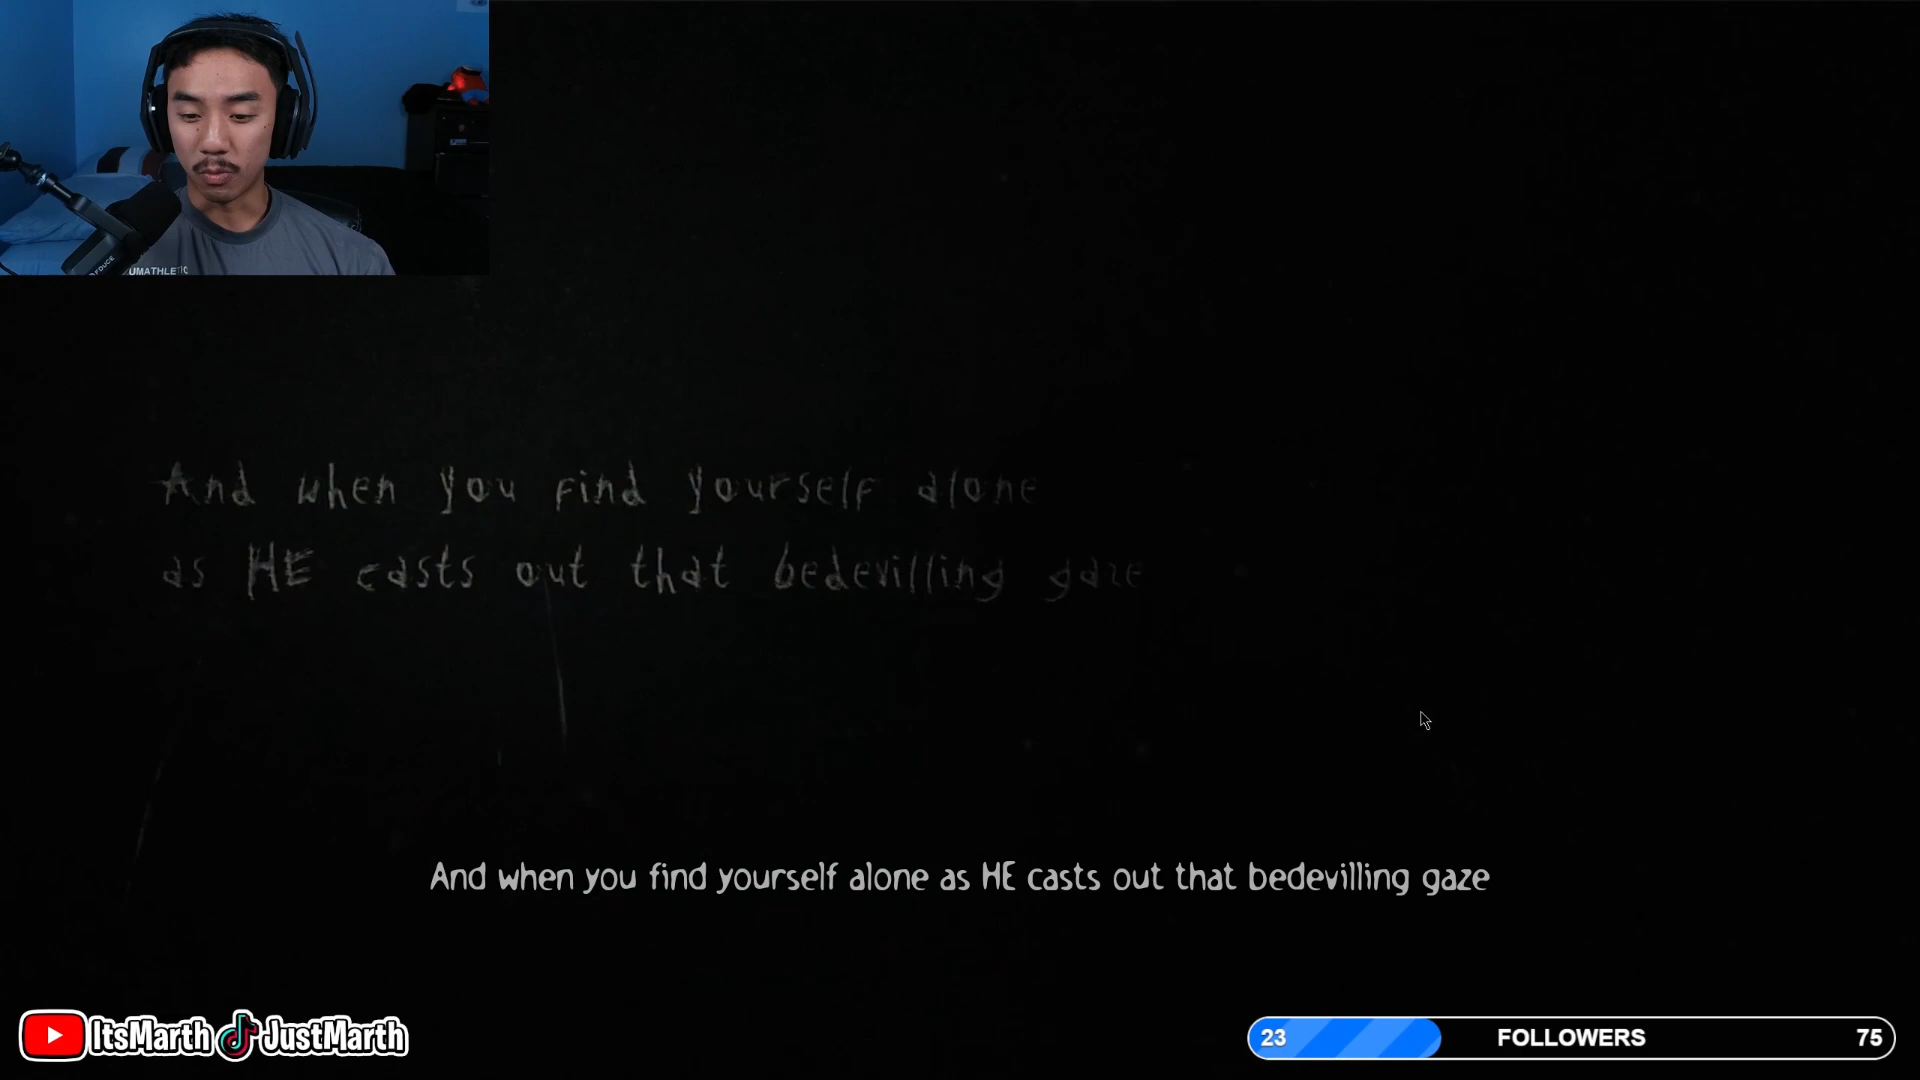 UMATHLETIC
And when you find yourself alone
as HE casts out that bedevilling gaze
And when you find yourself alone as HE casts out that bedevilling gaze
ItsMarth JustMarth
23 FOLLOWERS 75